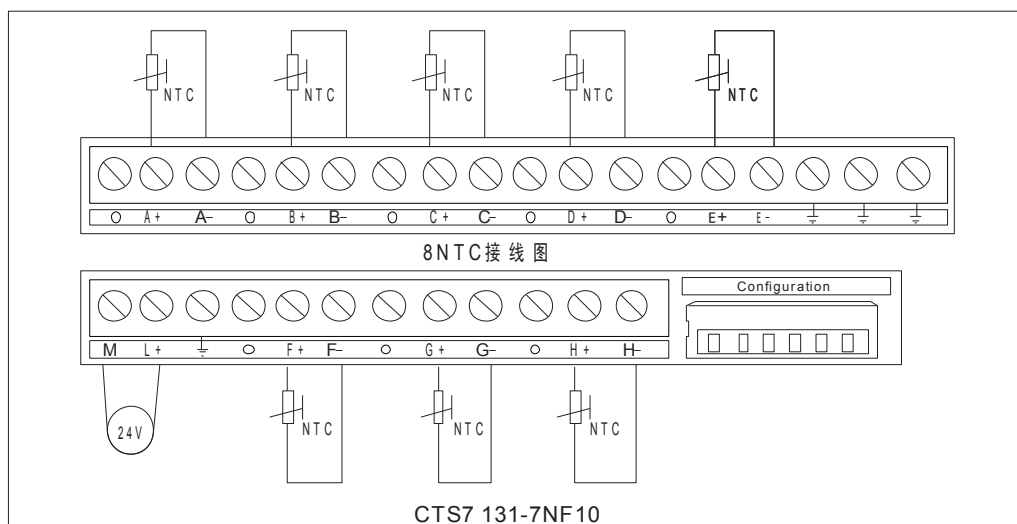 NTC NTC NTC NTC NTC
O A+ A- O B+ B- O C+ C- O D+ D- O E+ E-
8NTC接线图
Configuration
M L+ O F+ F- O G+ G- O H+ H-
24V NTC NTC NTC
CTS7 131-7NF10